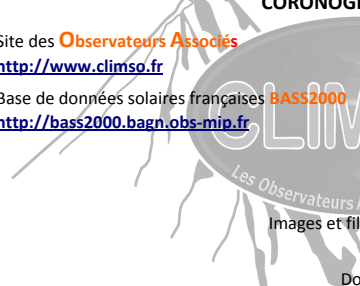 CORONOG
Site des Observateurs Associés
http://www.climso.fr
Base de données solaires françaises BASS2000
http://bass2000.bagn.obs-mip.fr
CLIM
Les Observateurs A
Images et fil
Do